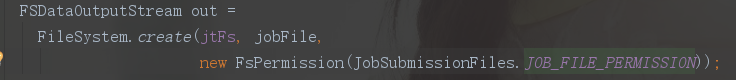 FSDataOutputStream out =
FileSystem.create(jtFs, jobFile,
new FsPermission(JobSubmissionFiles.JOB_FILE_PERMISSION));